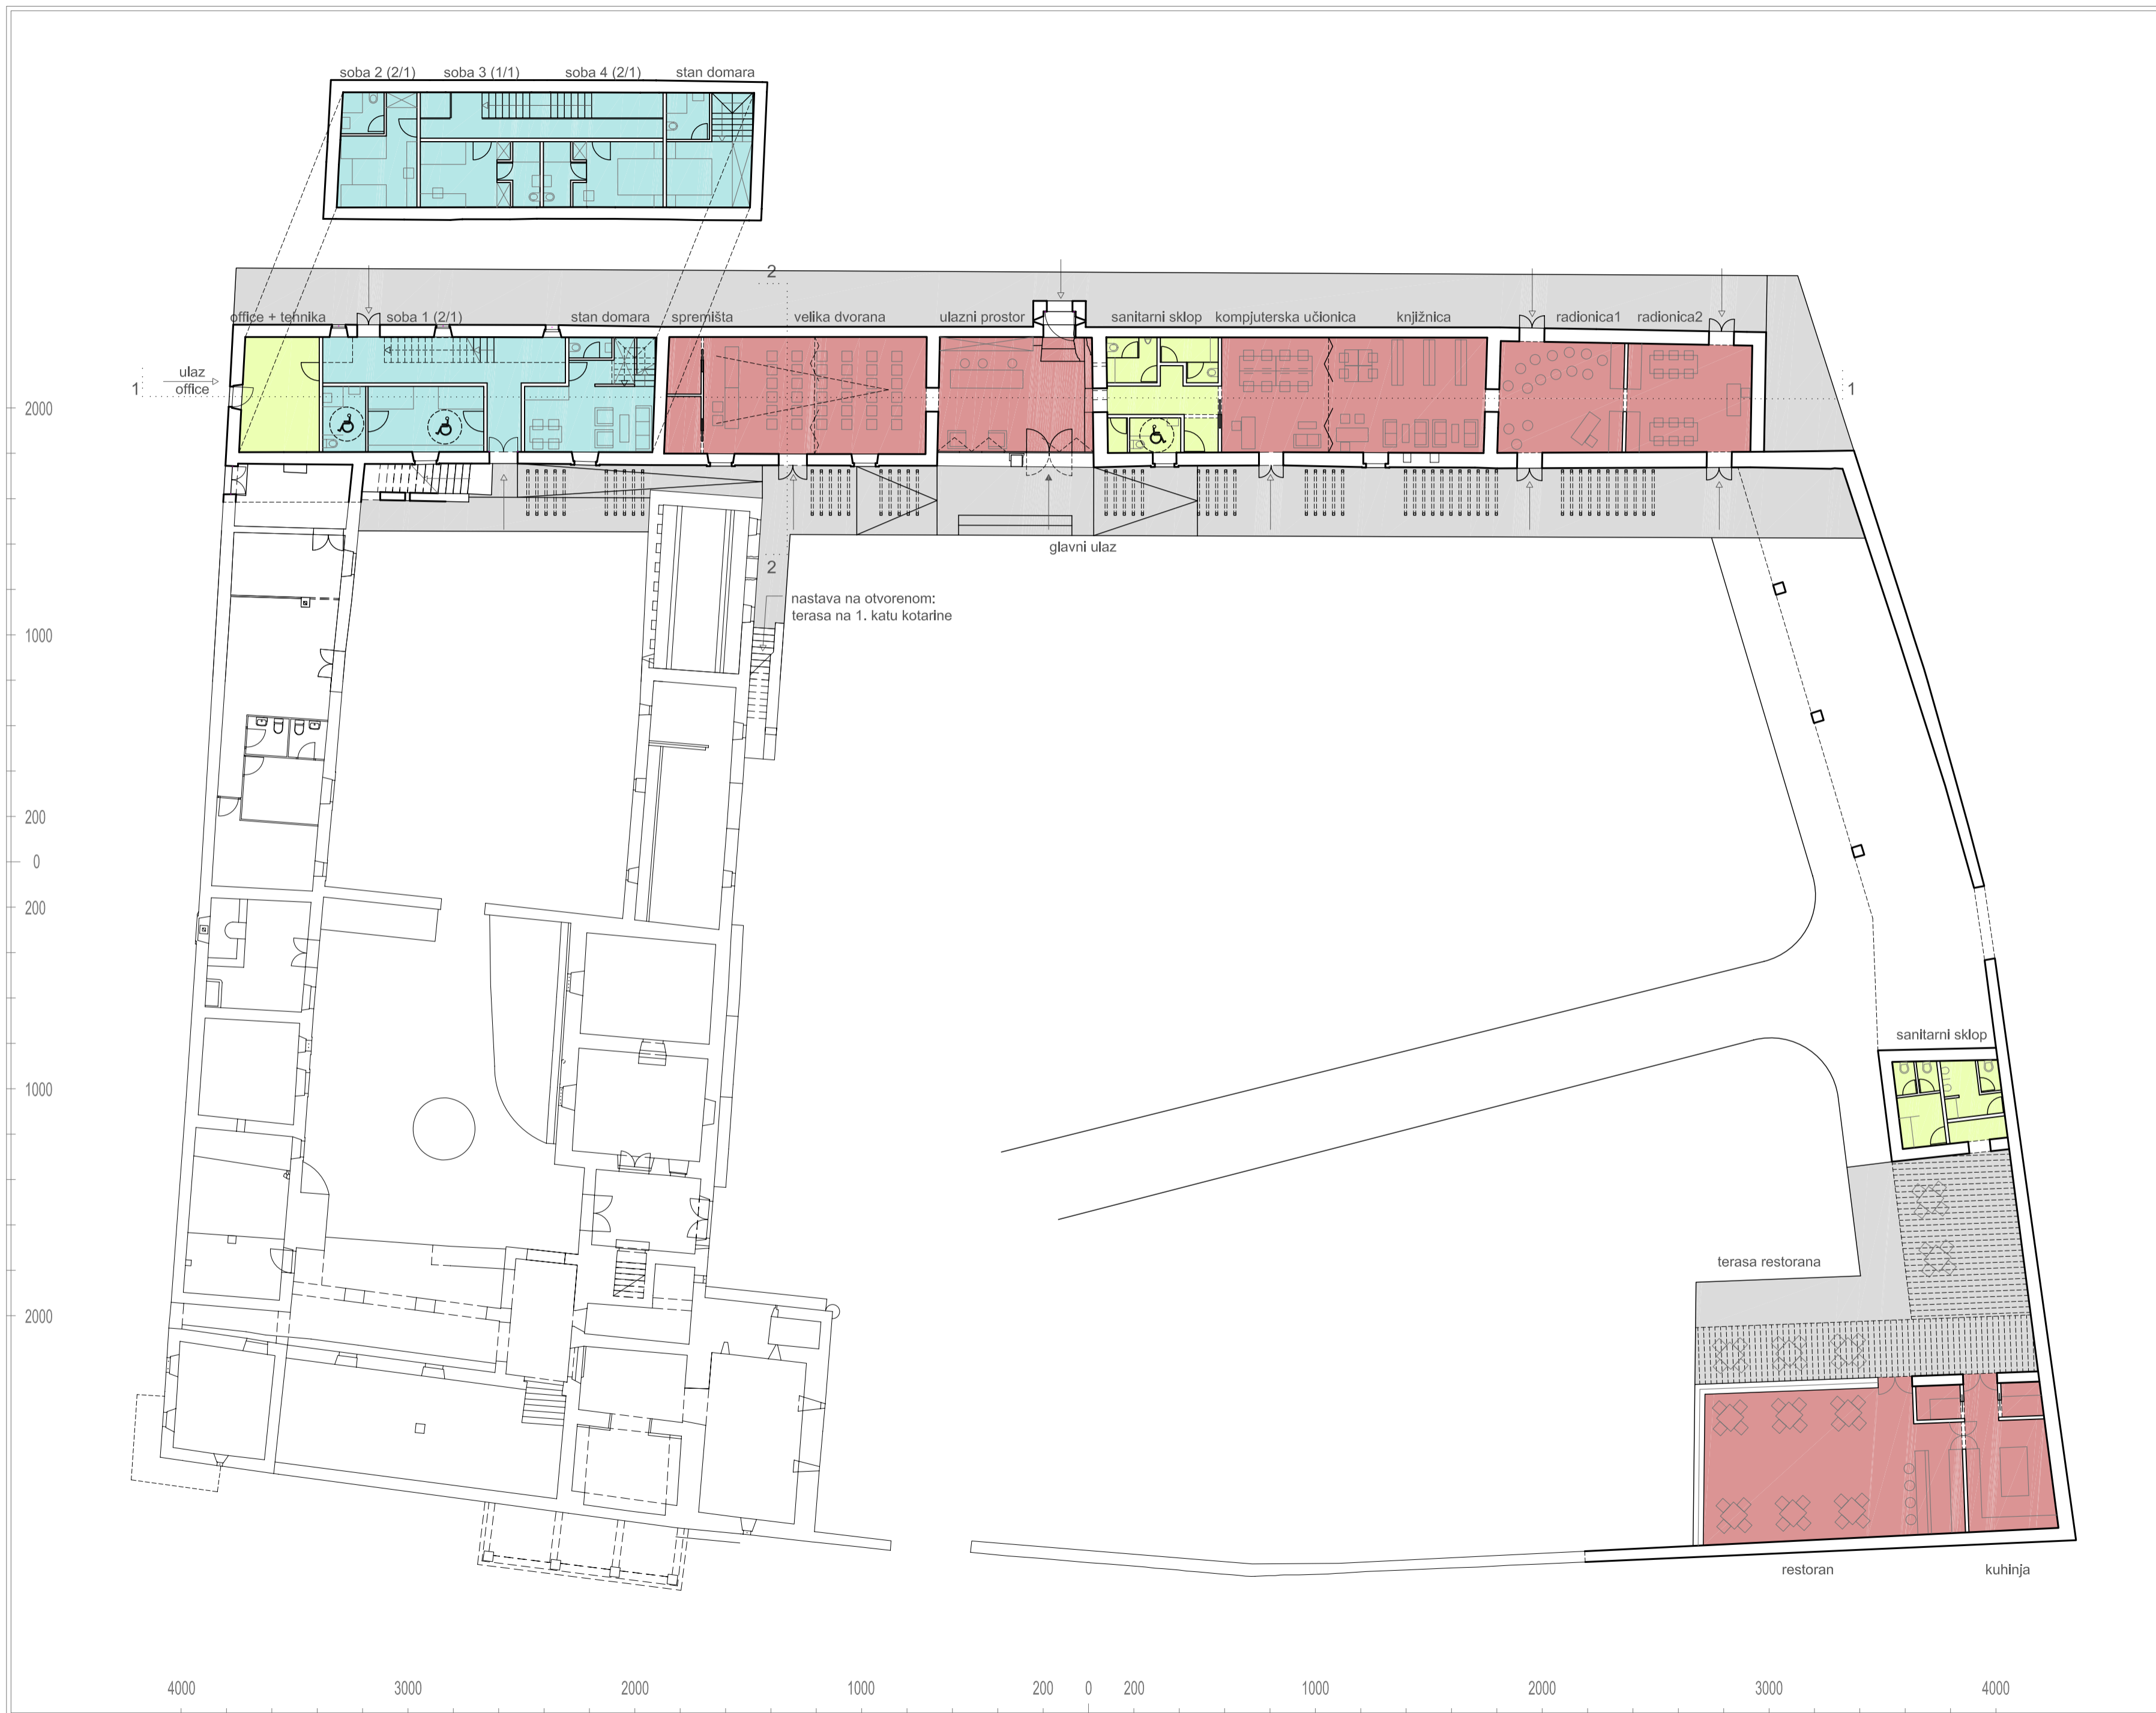 soba 2 (2/1) soba 3 (1/1) soba 4 (2/1) stan domara
2
office + tehnika soba 1 (2/1) stan domara spremišta velika dvorana ulazni prostor sanitarni sklop kompjuterska učionica knjižnica radionica1 radionica2
ulaz
office
1 1
2000
glavni ulaz
2
nastava na otvorenom:
terasa na 1. katu kotarine
1000
200
0
200
sanitarni sklop
1000
terasa restorana
2000
restoran kuhinja
4000 3000 2000 1000 200 0 200 1000 2000 3000 4000